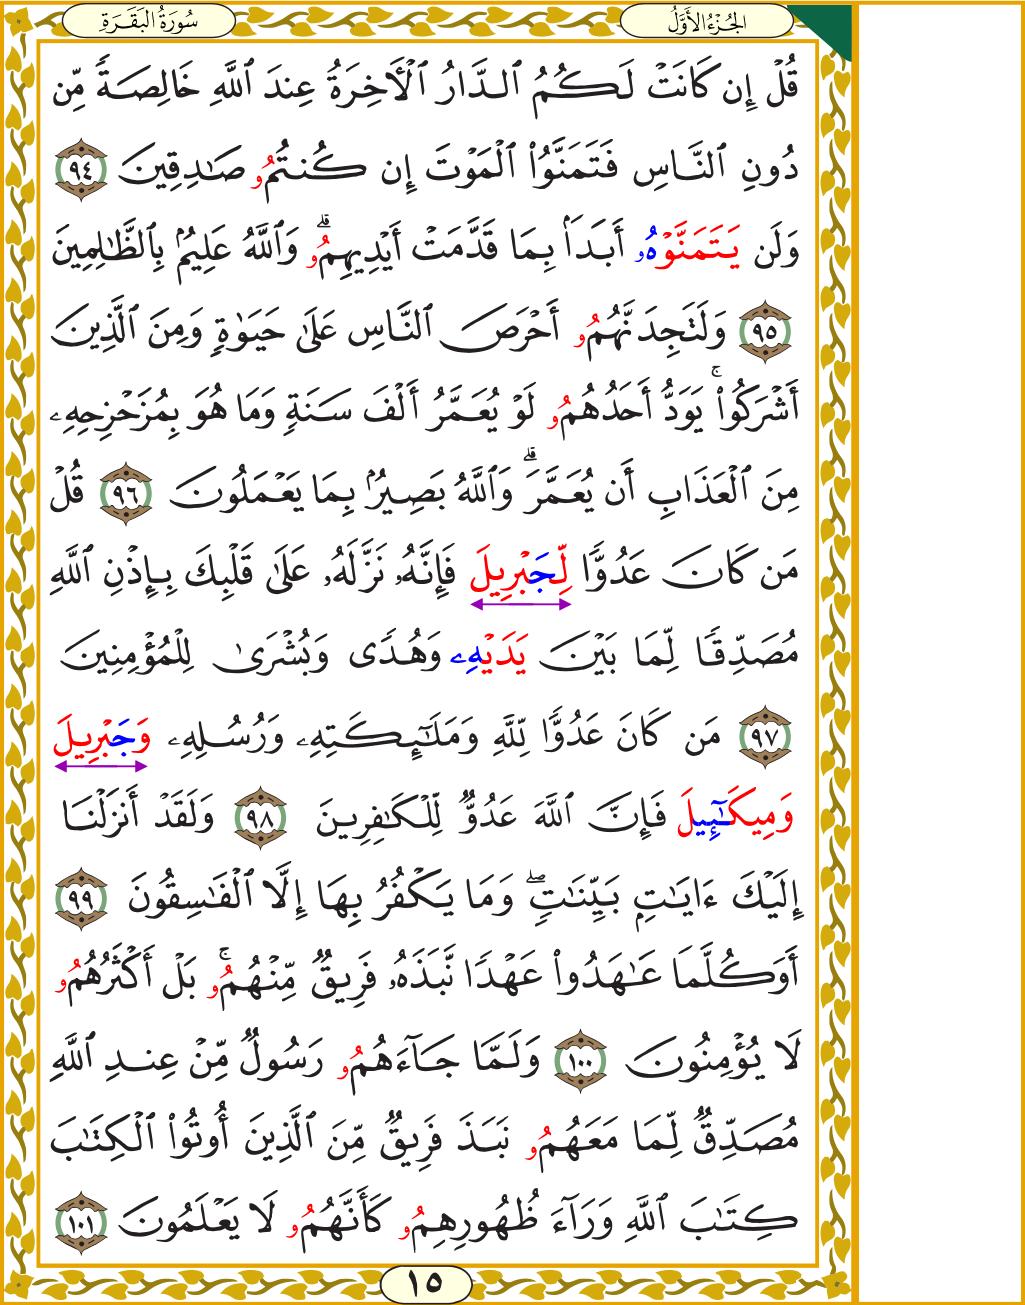 الجُزْءُ الأَوَّلُ
سُورَةُ البَقَرَةِ
قُلْ إِن كَانَتْ لَكُمُ ٱلدَّارُ ٱلْأَخِرَةُ عِندَ ٱللَّهِ خَالِصَةً مِّن
دُونِ ٱلنَّاسِ فَتَمَنَّوُا۟ ٱلْمَوْتَ إِن كُنتُمُۥ صَـٰدِقِينَ ٩٤
وَلَن يَتَمَنَّوْهُۥ أَبَدَۢا بِمَا قَدَّمَتْ أَيْدِيهِمُۥۗ وَٱللَّهُ عَلِيمُۢ بِٱلظَّـٰلِمِينَ
٩٥ وَلَتَجِدَنَّهُمُۥ أَحْرَصَ ٱلنَّاسِ عَلَىٰ حَيَوٰةٍ وَمِنَ ٱلَّذِينَ
أَشْرَكُوا۟ۚ يَوَدُّ أَحَدُهُمُۥ لَوْ يُعَمَّرُ أَلْفَ سَنَةٍ وَمَا هُوَ بِمُزَحْزِحِهِۦ
مِنَ ٱلْعَذَابِ أَن يُعَمَّرَۗ وَٱللَّهُ بَصِيرُۢ بِمَا يَعْمَلُونَ ٩٦ قُلْ
مَن كَانَ عَدُوًّا لِّجَبْرِيلَ فَإِنَّهُۥ نَزَّلَهُۥ عَلَىٰ قَلْبِكَ بِإِذْنِ ٱللَّهِ
مُصَدِّقًا لِّمَا بَيْنَ يَدَيْهِۦ وَهُدًى وَبُشْرَىٰ لِلْمُؤْمِنِينَ
٩٧ مَن كَانَ عَدُوًّا لِّلَّهِ وَمَلَـٰٓئِكَتِهِۦ وَرُسُلِهِۦ وَجَبْرِيلَ
وَمِيكَـٰٓئِيلَ فَإِنَّ ٱللَّهَ عَدُوٌّ لِّلْكَـٰفِرِينَ ٩٨ وَلَقَدْ أَنزَلْنَا
إِلَيْكَ ءَايَـٰتٍۭ بَيِّنَـٰتٍۖ وَمَا يَكْفُرُ بِهَا إِلَّا ٱلْفَـٰسِقُونَ ٩٩
أَوَكُلَّمَا عَـٰهَدُوا۟ عَهْدًا نَّبَذَهُۥ فَرِيقٌ مِّنْهُمُۥۚ بَلْ أَكْثَرُهُمُۥ
لَا يُؤْمِنُونَ ١٠٠ وَلَمَّا جَآءَهُمُۥ رَسُولٌ مِّنْ عِندِ ٱللَّهِ
مُصَدِّقٌ لِّمَا مَعَهُمُۥ نَبَذَ فَرِيقٌ مِّنَ ٱلَّذِينَ أُوتُوا۟ ٱلْكِتَـٰبَ
كِتَـٰبَ ٱللَّهِ وَرَآءَ ظُهُورِهِمُۥ كَأَنَّهُمُۥ لَا يَعْلَمُونَ ١٠١
١٥